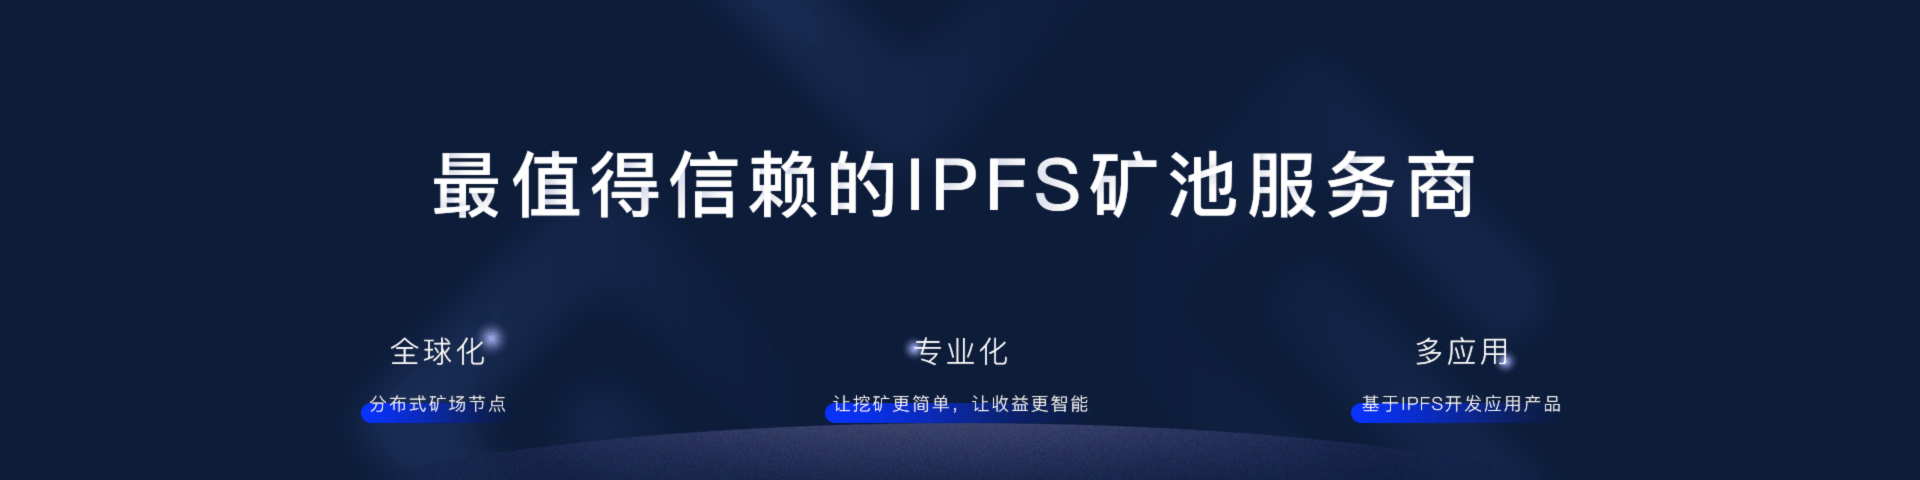 最值得信赖的IPFS矿池服务商
全球化
专业化
多应用
分布式矿场节点
让挖矿更简单，让收益更智能
基于IPFS开发应用产品